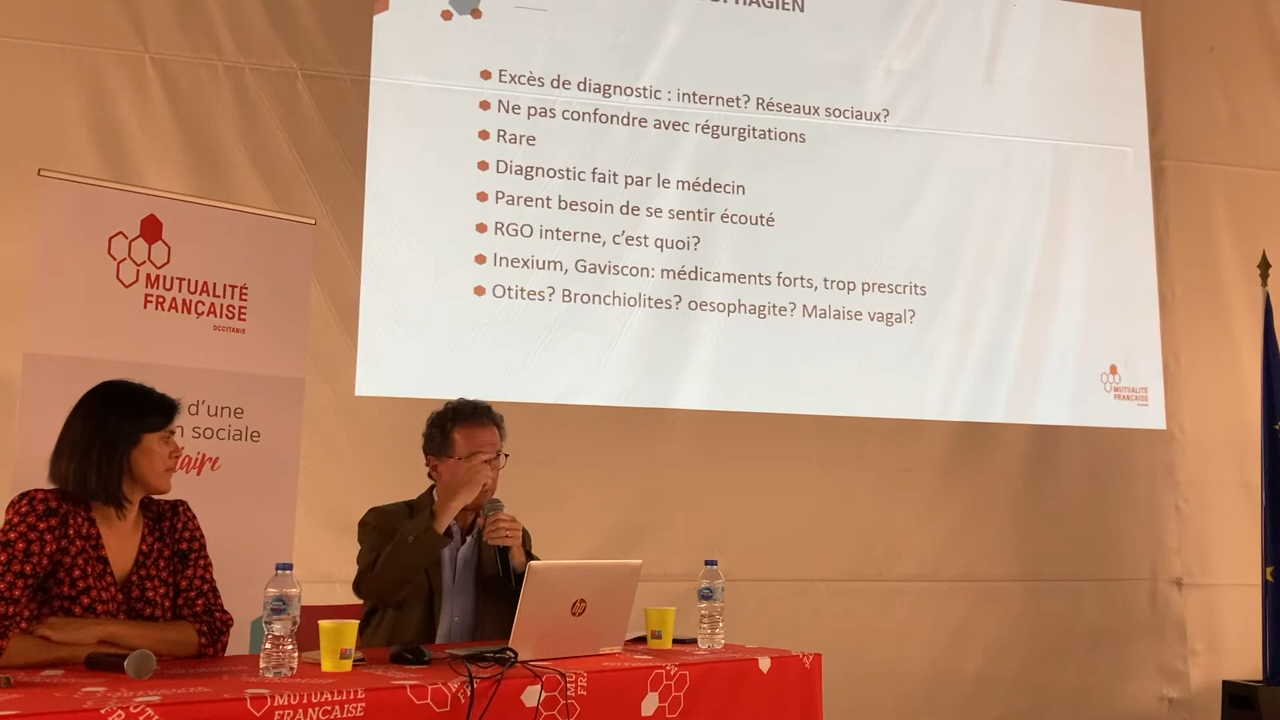 Excès de diagnostic : internet? Réseaux sociaux?
Ne pas confondre avec régurgitations
Rare
Diagnostic fait par le médecin
Parent besoin de se sentir écouté
RGO interne, c'est quoi?
Inexium, Gaviscon: médicaments forts, trop prescrits
Otites? Bronchiolites? oesophagite? Malaise vagal?
MUTUALITÉ
FRANÇAISE
MUTUALITÉ
FRANÇAISE
OCCITANIE
d'une
sociale
hp
MUTUALITÉ
FRANÇAISE